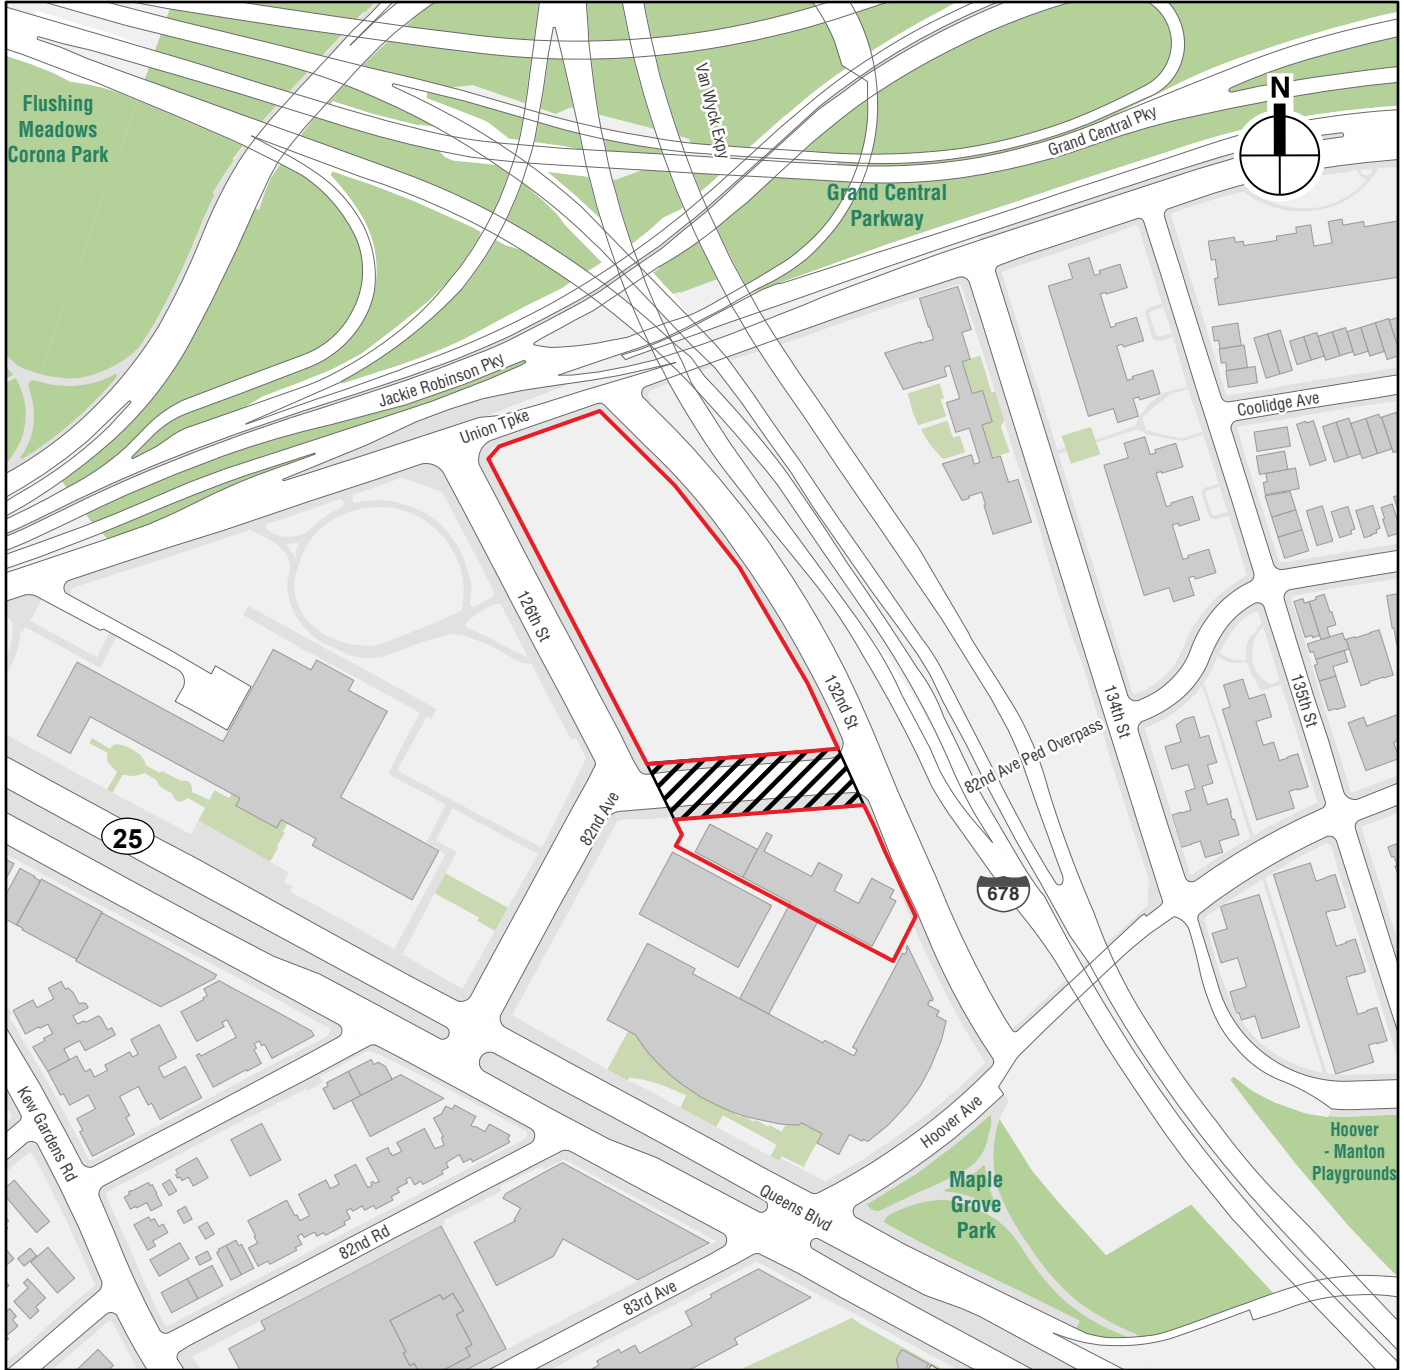 Van Wyck Expy
N
Flushing
Meadows
Corona Park
Grand Central Pky
Grand Central
Parkway
Jackie Robinson Pky
Coolidge Ave
Union Tpke
126th St
132nd St
134th St
135th St
82nd Ave Ped Overpass
82nd Ave
25
678
Kew Gardens Rd
Hoover Ave
Hoover
- Manton
Playgrounds
Maple
Grove
Park
Queens Blvd
82nd Rd
83rd Ave